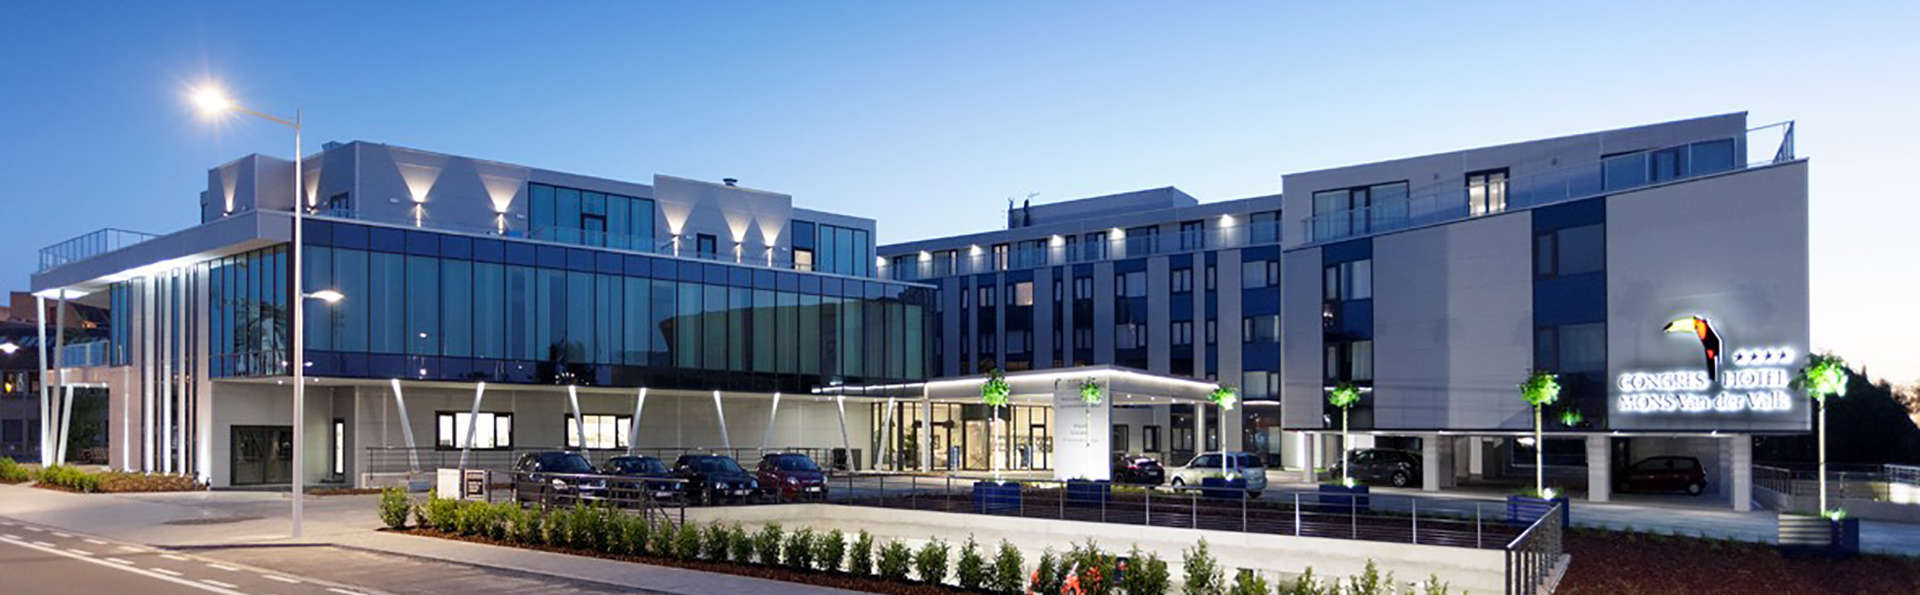 ★★★★
CONGRES HOTEL
MONS Van der Valk